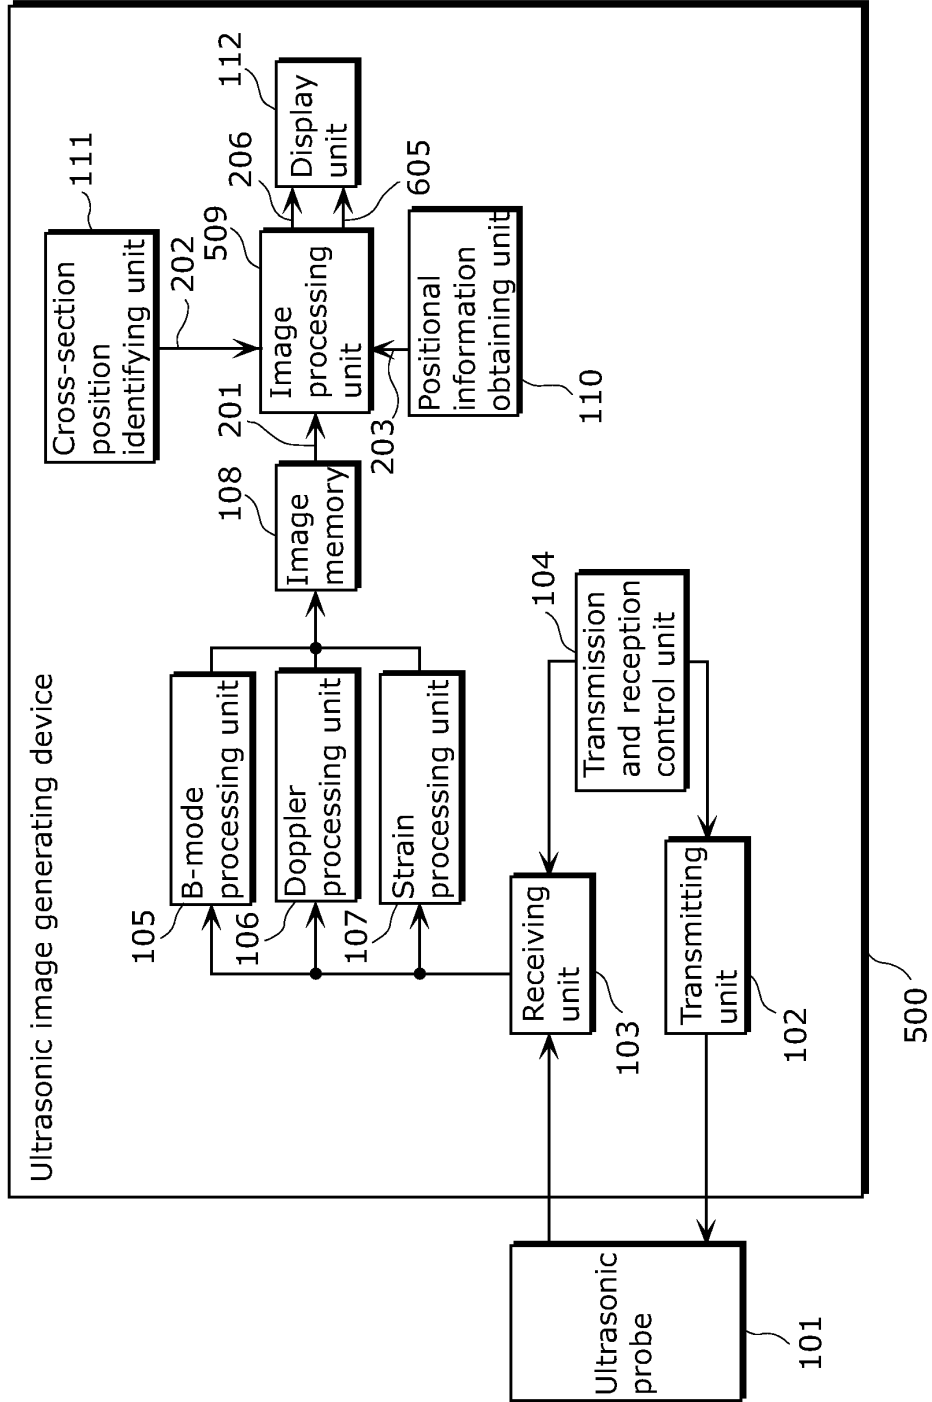 Ultrasonic image generating device
Cross-section
position
identifying unit
111
202
B-mode
processing unit
105
Doppler
processing unit
106
Strain
processing unit
107
Image
memory
108
201
Image
processing
unit
509
206
605
Display
unit
112
203
Positional
information
obtaining unit
110
Transmission
and reception
control unit
104
Receiving
unit
103
Transmitting
unit
102
Ultrasonic
probe
101
500